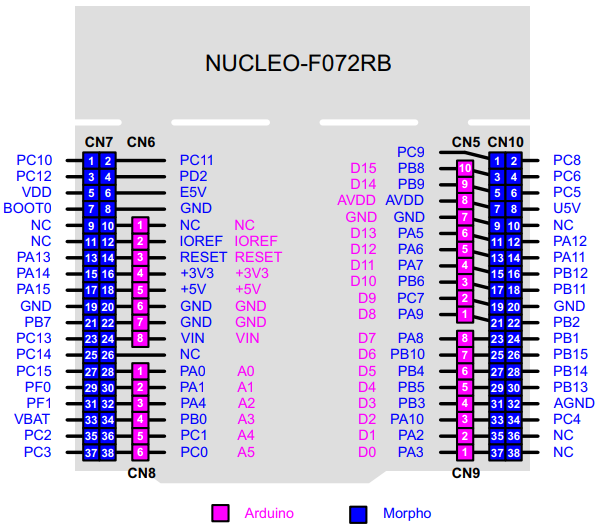 NUCLEO-F072RB
CN7 CN6 CN5 CN10
PC9
PC10 1 2 PC11 1 2 PC8
PC12 3 4 PD2 D15 PB8 10 3 4 PC6
VDD 5 6 E5V D14 PB9 9 5 6 PC5
BOOT0 7 8 GND AVDD AVDD 8 7 8 U5V
NC 9 10 1 NC NC GND GND 7 9 10 NC
NC 11 12 2 IOREF IOREF D13 PA5 6 11 12 PA12
PA13 13 14 3 RESET RESET D12 PA6 5 13 14 PA11
PA14 15 16 4 +3V3 +3V3 D11 PA7 4 15 16 PB12
PA15 17 18 5 +5V +5V D10 PB6 3 17 18 PB11
GND 19 20 6 GND GND D9 PC7 2 19 20 GND
PB7 21 22 7 GND GND D8 PA9 1 21 22 PB2
PC13 23 24 8 VIN VIN D7 PA8 8 23 24 PB1
PC14 25 26 NC D6 PB10 7 25 26 PB15
PC15 27 28 1 PA0 A0 D5 PB4 6 27 28 PB14
PF0 29 30 2 PA1 A1 D4 PB5 5 29 30 PB13
PF1 31 32 3 PA4 A2 D3 PB3 4 31 32 AGND
VBAT 33 34 4 PB0 A3 D2 PA10 3 33 34 PC4
PC2 35 36 5 PC1 A4 D1 PA2 2 35 36 NC
PC3 37 38 6 PC0 A5 D0 PA3 1 37 38 NC
CN8 CN9
Arduino Morpho